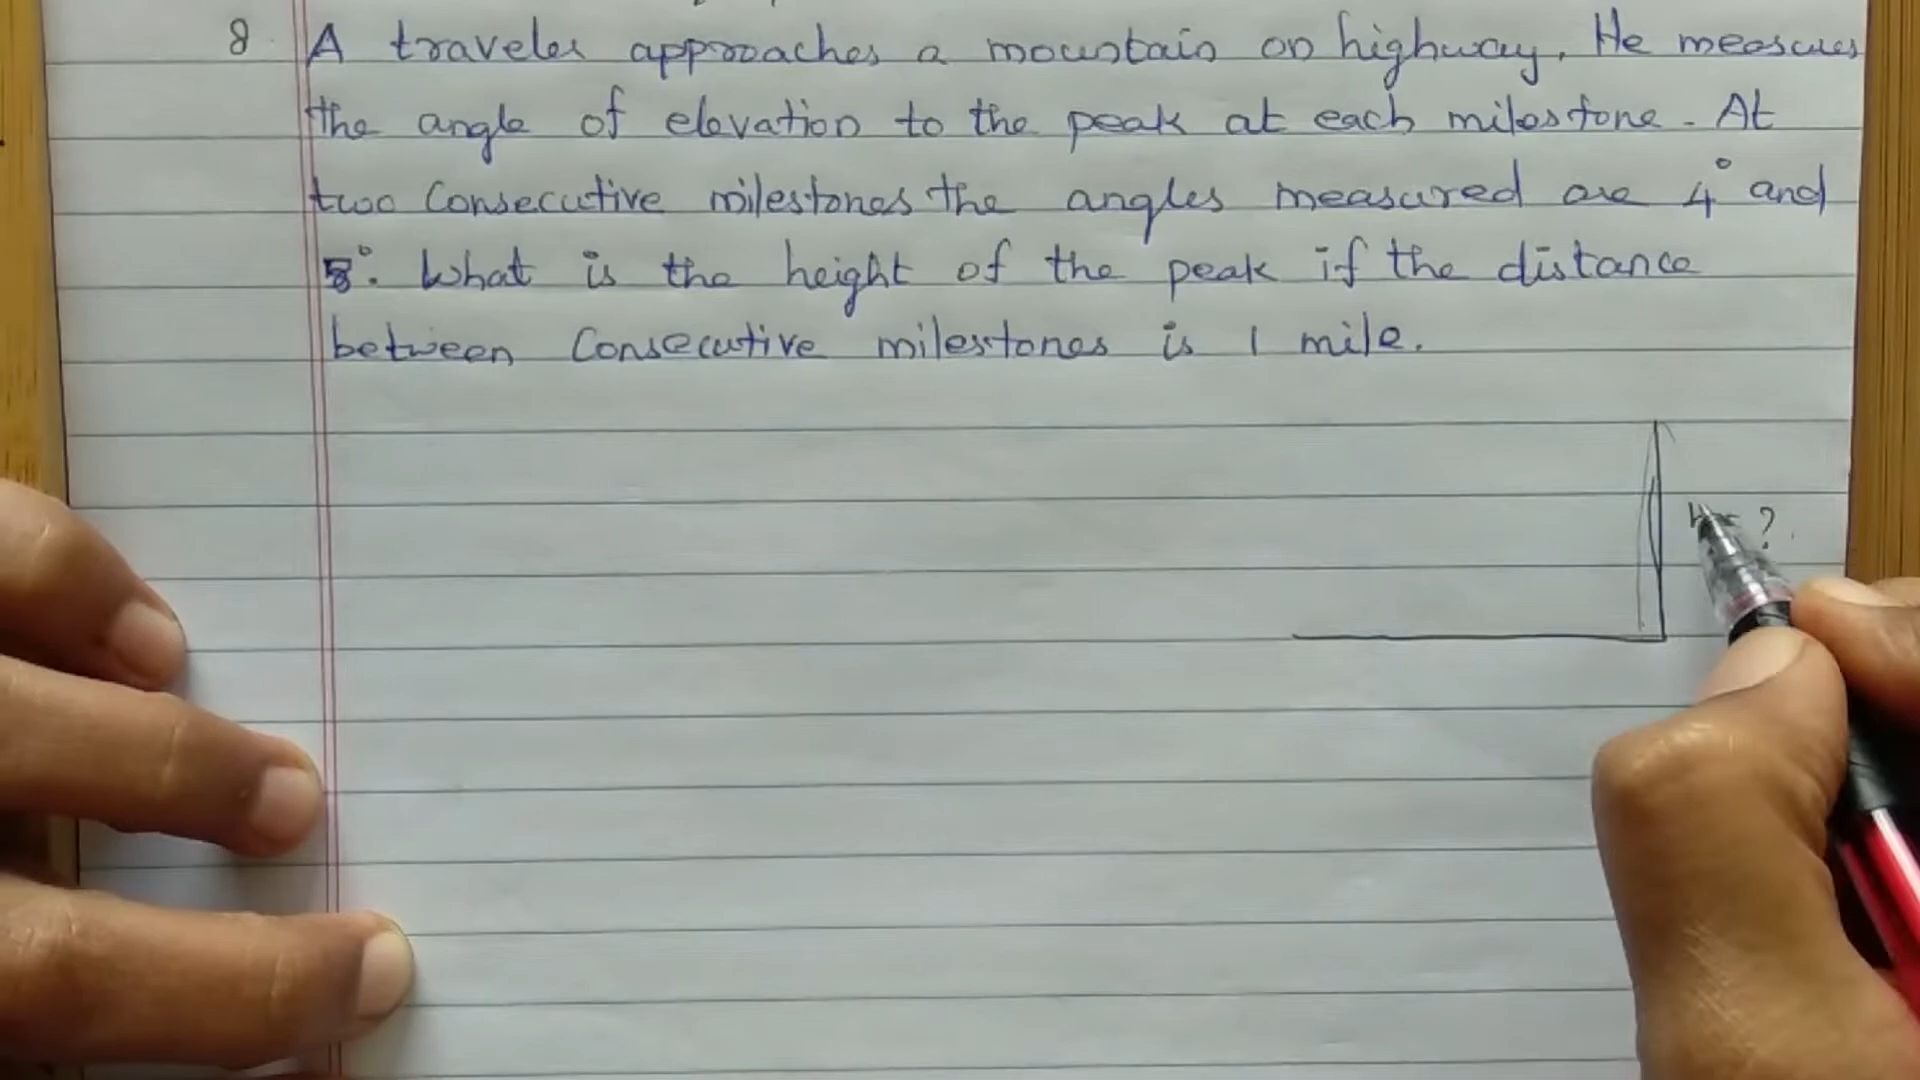 8 A traveler approaches a mountain on highway. He measures
the angle of elevation to the peak at each milestone. At
two consecutive milestones the angles measured are 4° and
8°. What is the height of the peak if the distance
between consecutive milestones is 1 mile.
?